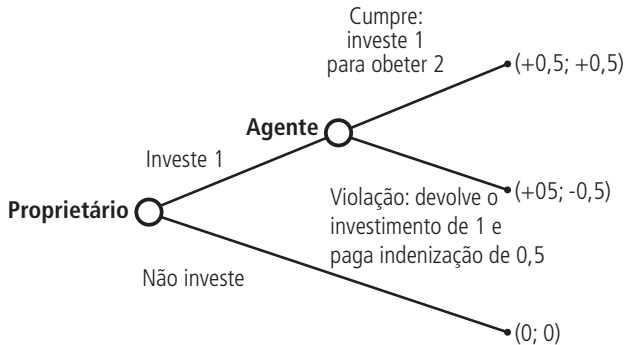 Cumpre:
investe 1
para obeter 2
(+0,5; +0,5)
Agente
Investe 1
(+05; -0,5)
Violação: devolve o
investimento de 1 e
paga indenização de 0,5
Proprietário
Não investe
(0; 0)